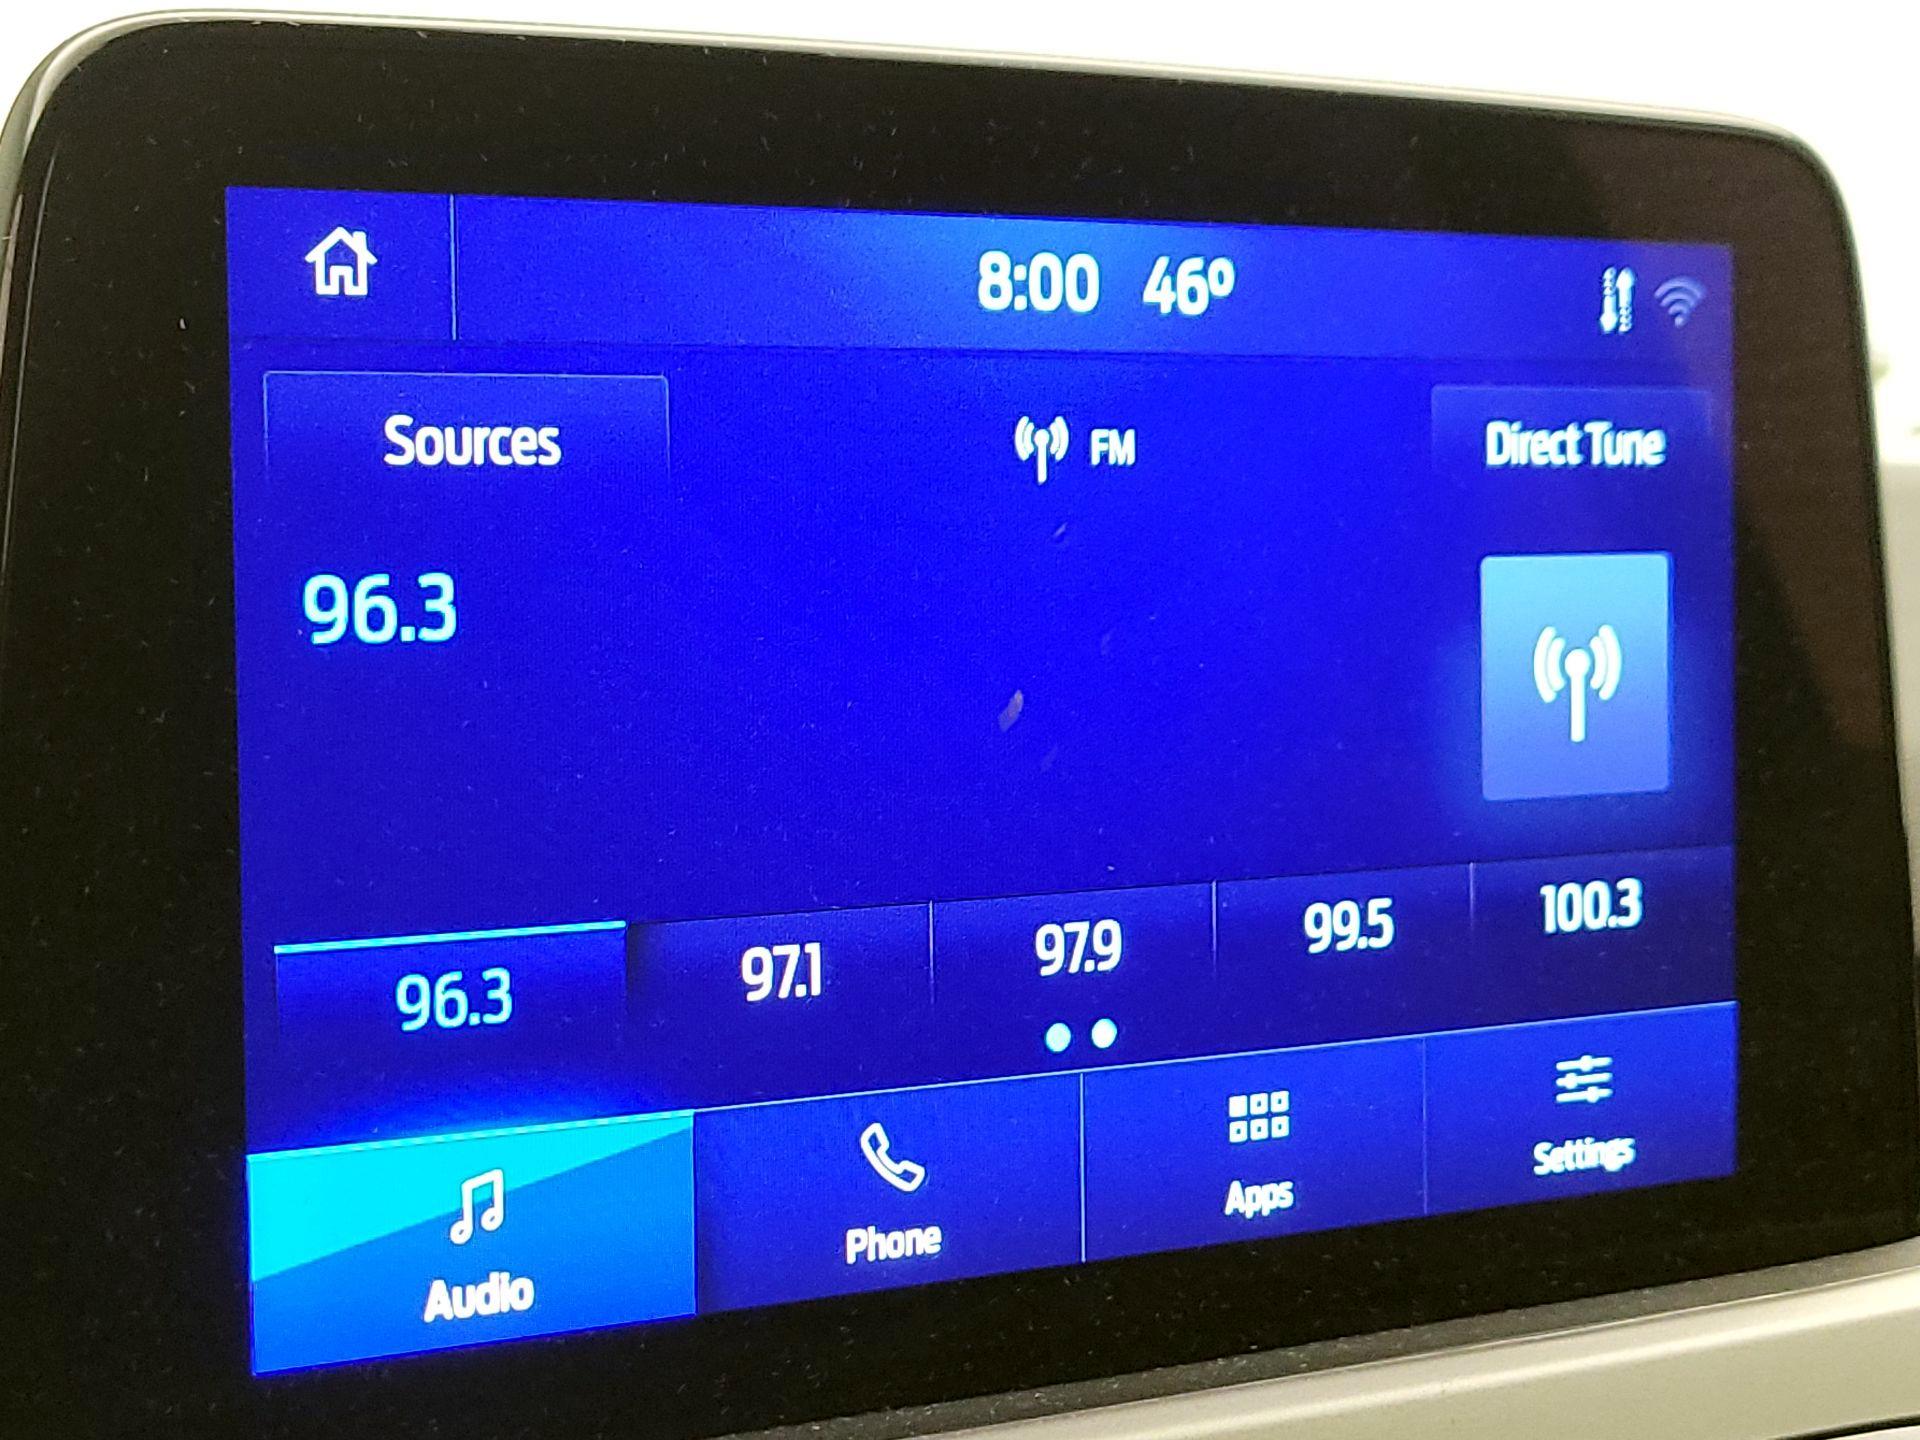 8:00 46º
Sources
FM
Direct Tune
96.3
96.3
97.1
97.9
99.5
100.3
Audio
Phone
Apps
Settings